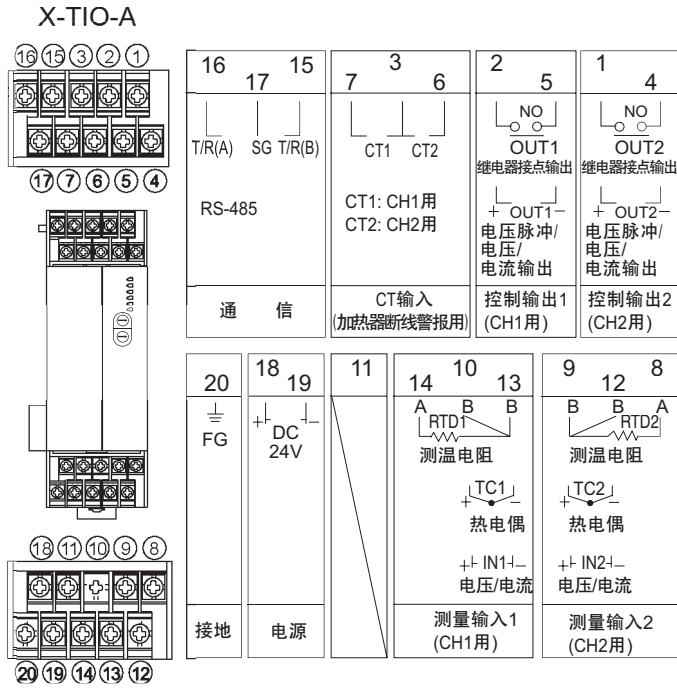 X-TIO-A
16 15 3 2 1
17 7 6 5 4
18 11 10 9 8
20 19 14 13 12
16 17 15
T/R(A) SG T/R(B)
RS-485
通 信
7 3 6
CT1 CT2
CT1: CH1用
CT2: CH2用
CT输入
(加热器断线警报用)
2 5
NO
OUT1
继电器接点输出
+ OUT1 −
电压脉冲/
电压/
电流输出
控制输出1
(CH1用)
1 4
NO
OUT2
继电器接点输出
+ OUT2 −
电压脉冲/
电压/
电流输出
控制输出2
(CH2用)
20
FG
接地
18 19
+ −
DC
24V
电源
11
14 10 13
A B B
RTD1
测温电阻
TC1
+ −
热电偶
+ IN1 −
电压/电流
测量输入1
(CH1用)
9 12 8
B B A
RTD2
测温电阻
TC2
+ −
热电偶
+ IN2 −
电压/电流
测量输入2
(CH2用)